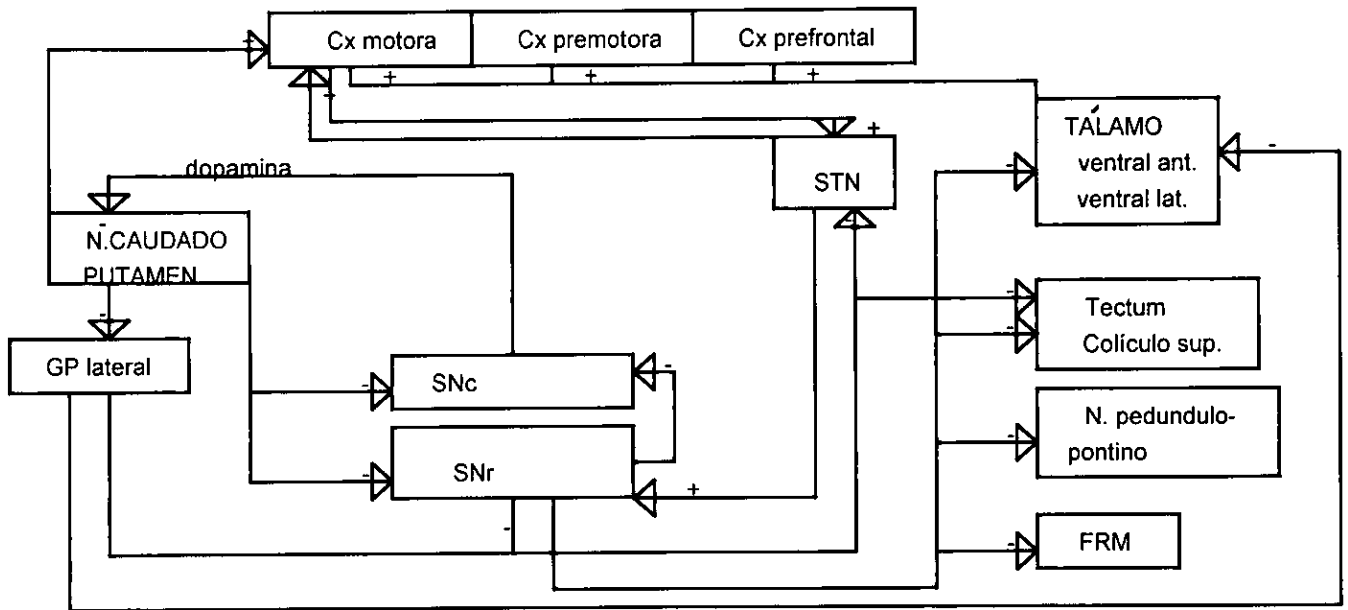 Cx motora
Cx premotora
Cx prefrontal
+
+
+
+
+
+
TÁLAMO
ventral ant.
ventral lat.
-
-
STN
-
dopamina
-
N.CAUDADO
PUTAMEN
-
GP lateral
-
-
Tectum
Colículo sup.
SNc
-
-
SNr
-
+
-
N. pedundulo-
pontino
-
FRM
-